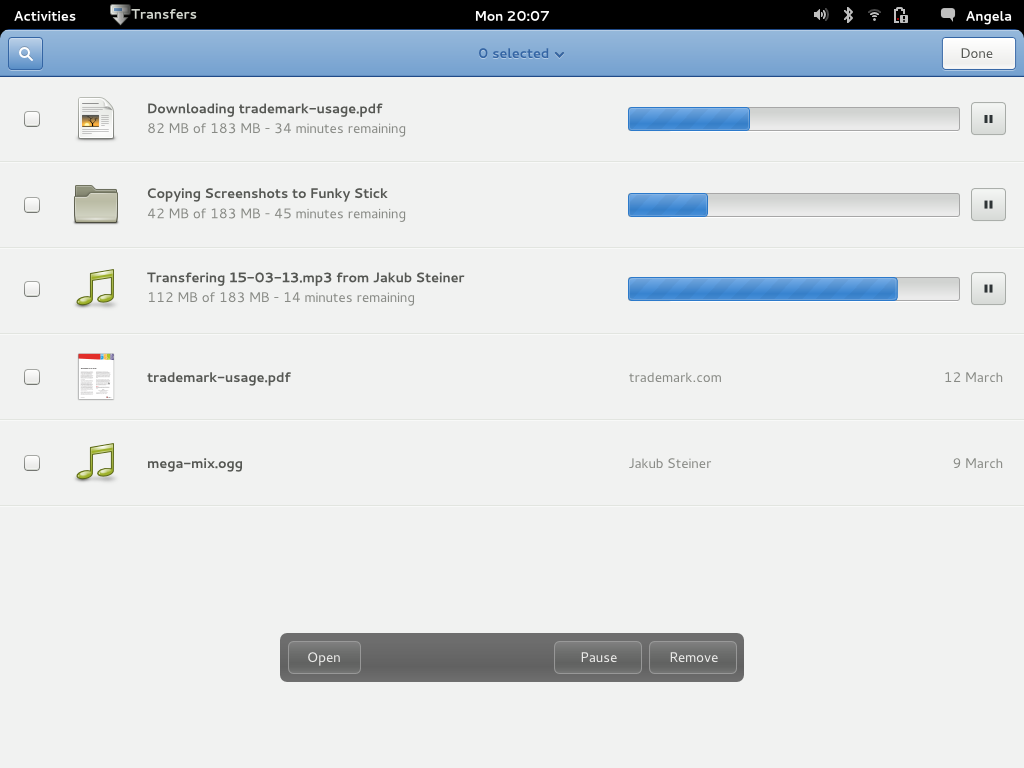 Activities Transfers Mon 20:07 Angela
0 selected Done
Downloading trademark-usage.pdf
82 MB of 183 MB - 34 minutes remaining
Copying Screenshots to Funky Stick
42 MB of 183 MB - 45 minutes remaining
Transfering 15-03-13.mp3 from Jakub Steiner
112 MB of 183 MB - 14 minutes remaining
trademark-usage.pdf trademark.com 12 March
mega-mix.ogg Jakub Steiner 9 March
Open Pause Remove